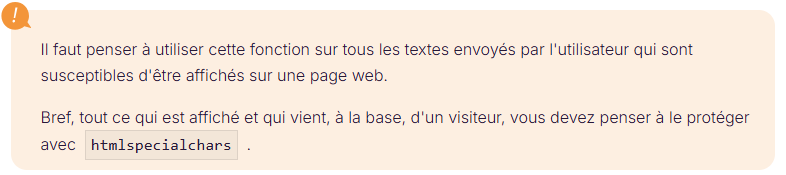 !
Il faut penser à utiliser cette fonction sur tous les textes envoyés par l'utilisateur qui sont
susceptibles d'être affichés sur une page web.
Bref, tout ce qui est affiché et qui vient, à la base, d'un visiteur, vous devez penser à le protéger
avec htmlspecialchars .